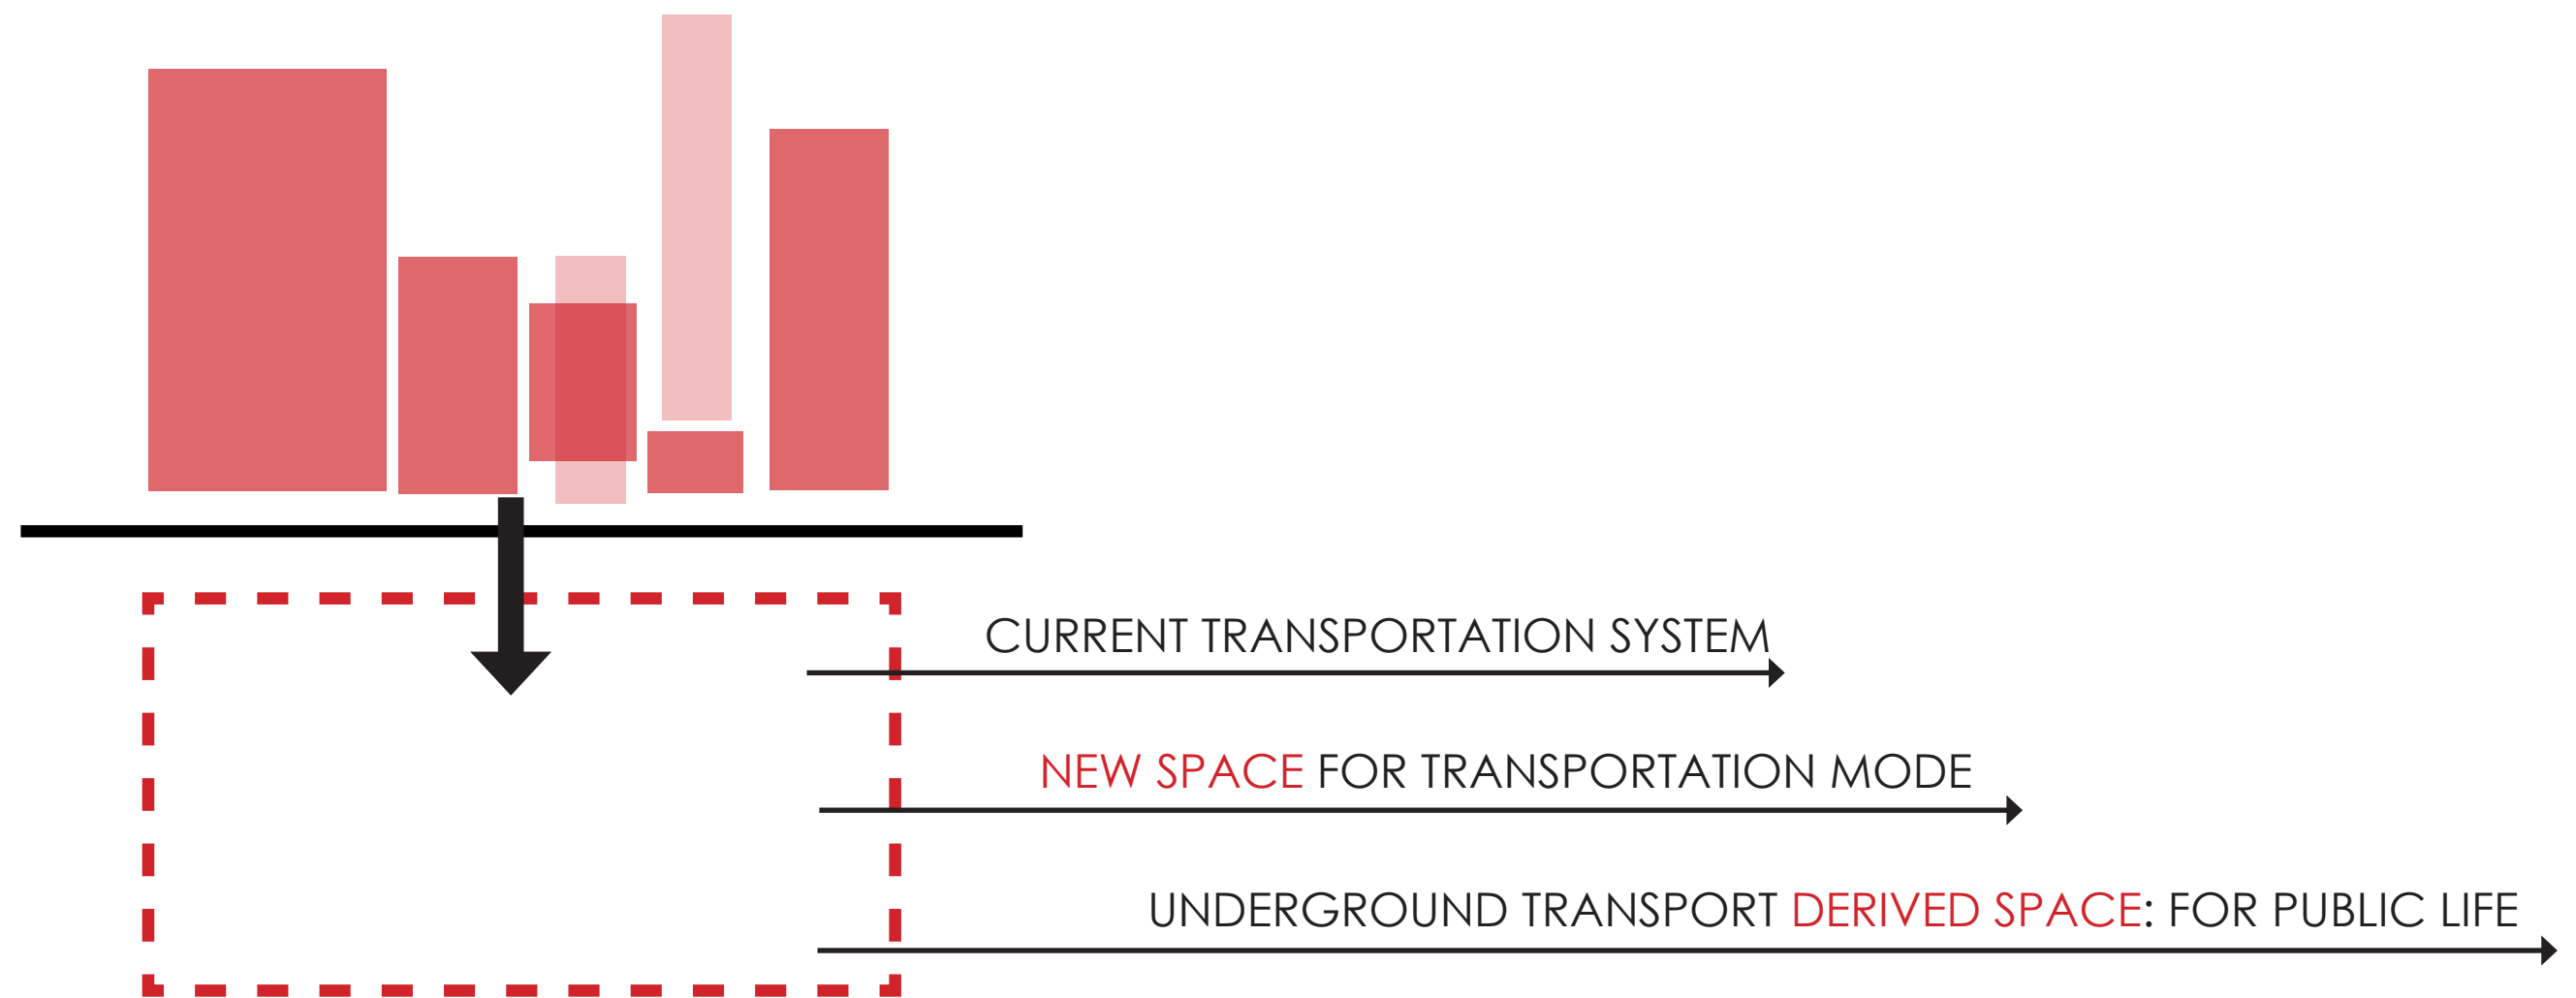 CURRENT TRANSPORTATION SYSTEM
NEW SPACE FOR TRANSPORTATION MODE
UNDERGROUND TRANSPORT DERIVED SPACE: FOR PUBLIC LIFE